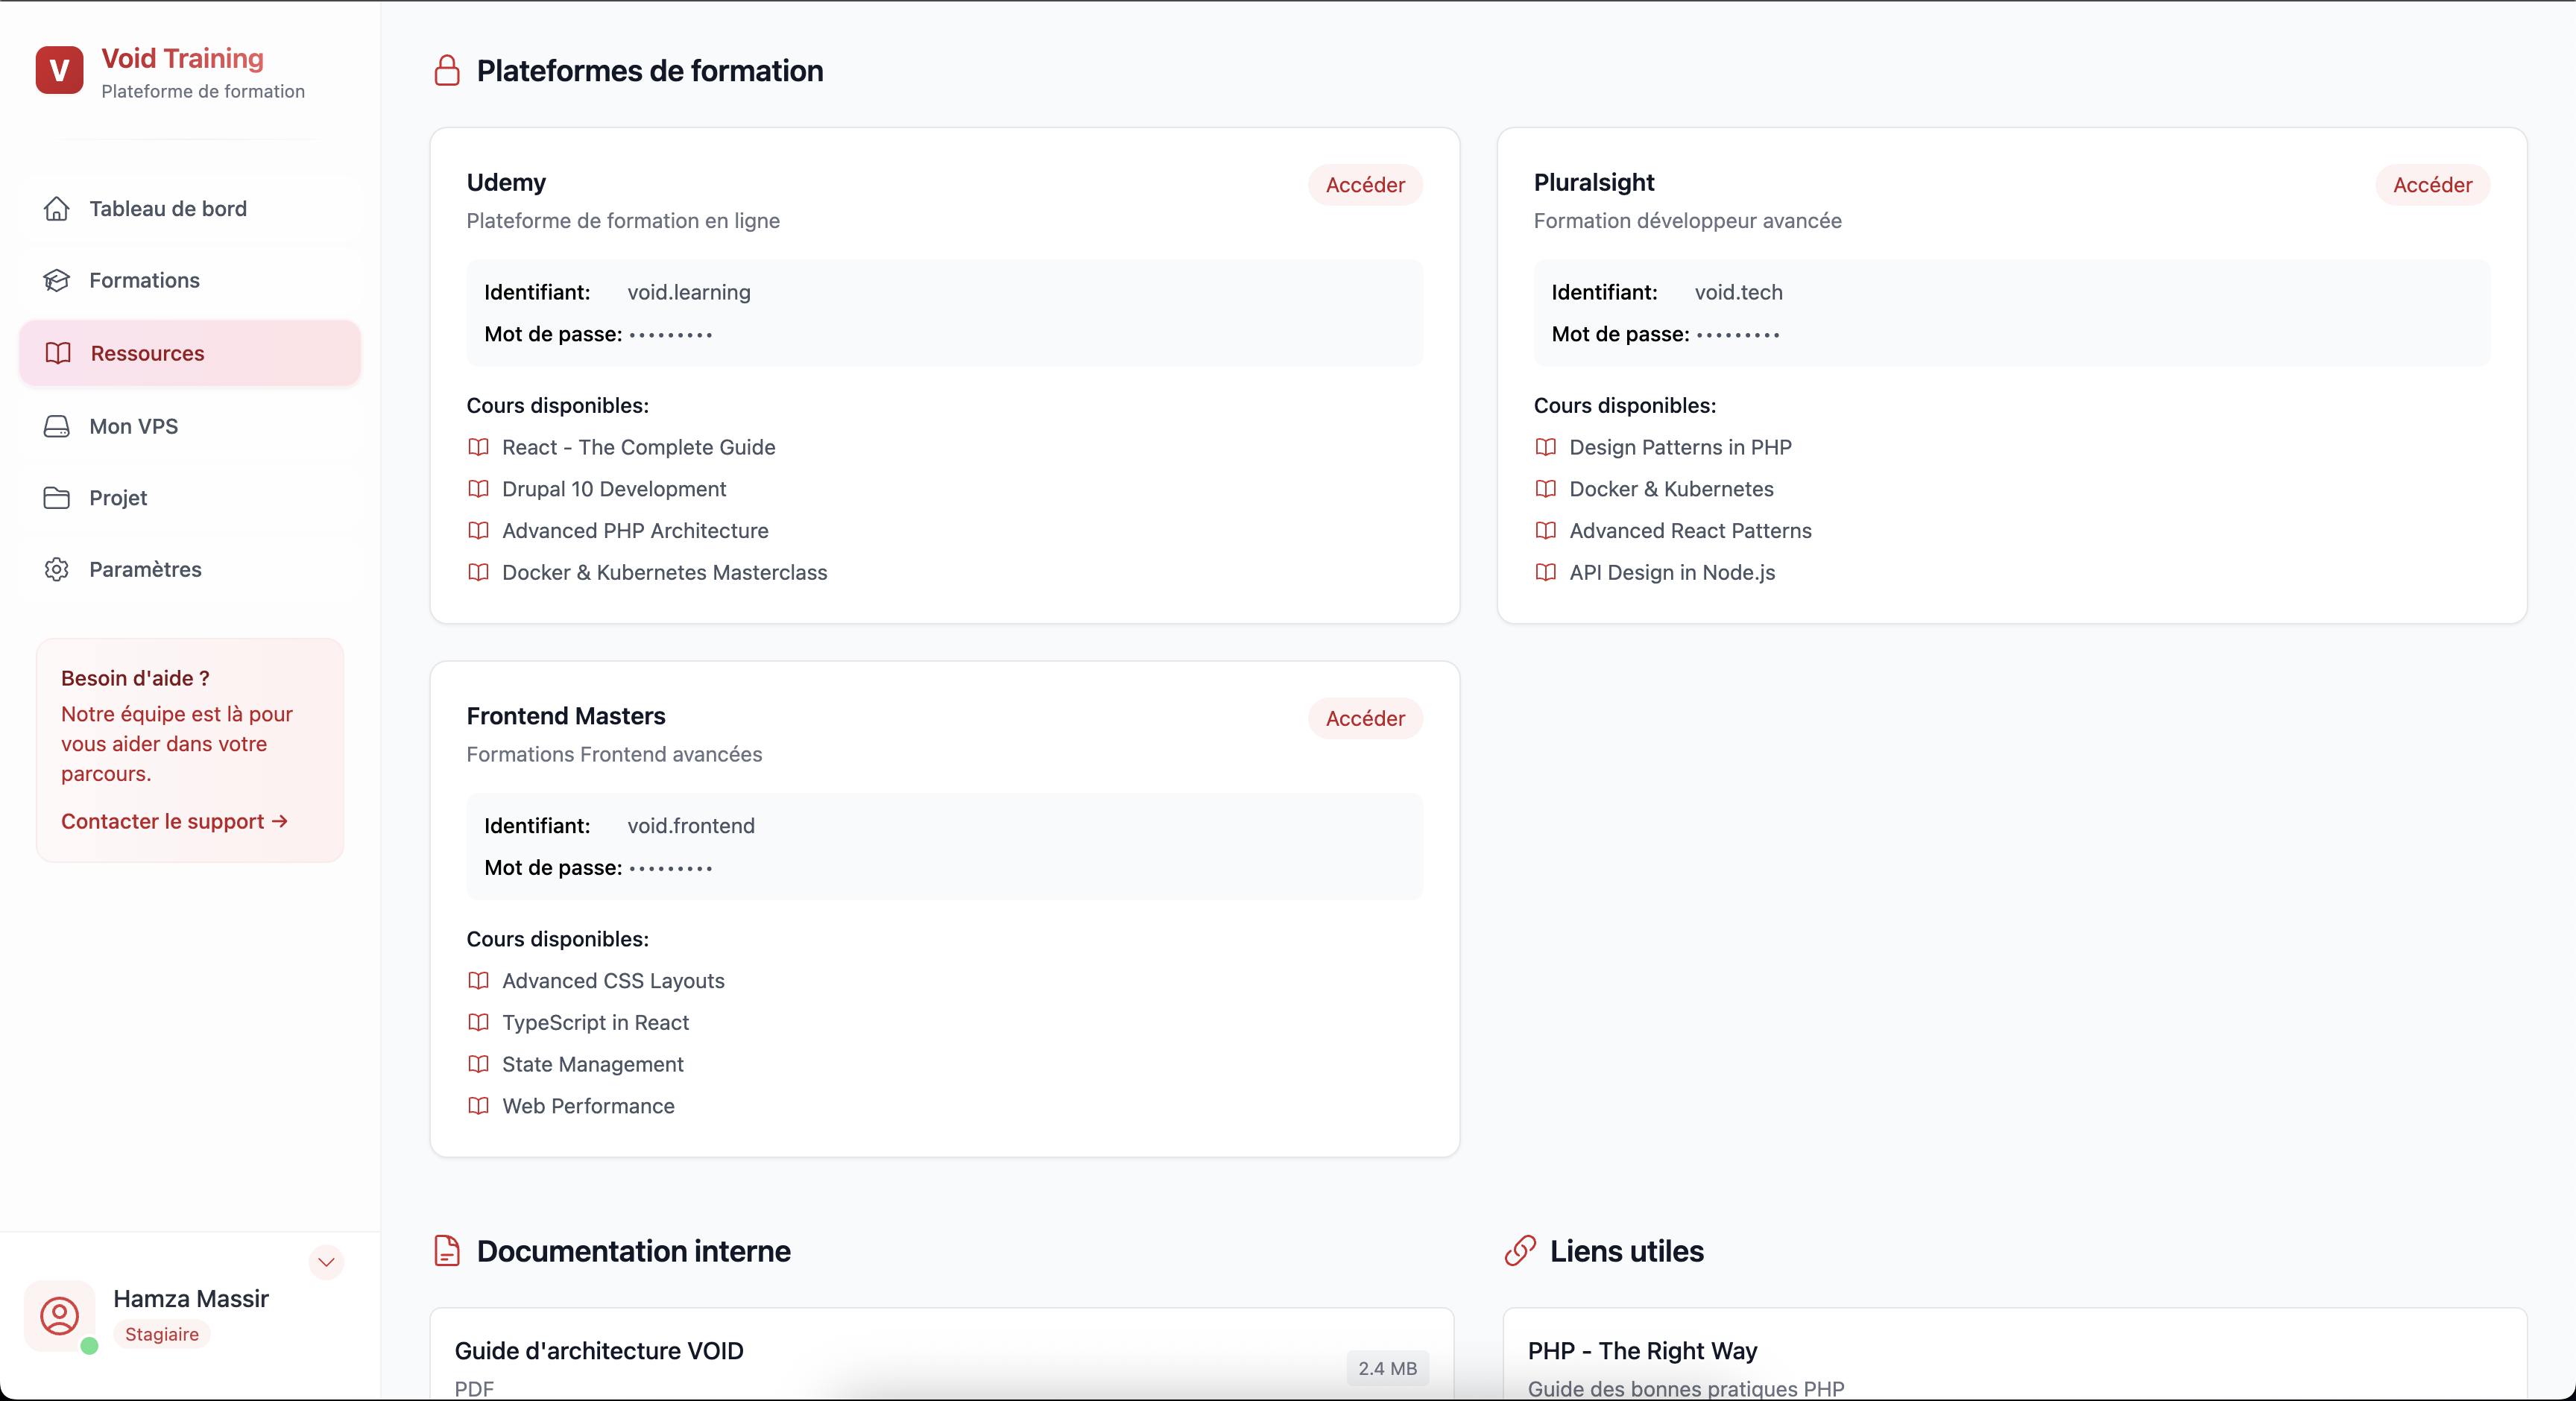 V
Void Training
Plateforme de formation
Tableau de bord
Formations
Ressources
Mon VPS
Projet
Paramètres
Besoin d'aide ?
Notre équipe est là pour
vous aider dans votre
parcours.
Contacter le support →
Hamza Massir
Stagiaire
Plateformes de formation
Udemy
Accéder
Plateforme de formation en ligne
Identifiant: void.learning
Mot de passe: •••••••••
Cours disponibles:
React - The Complete Guide
Drupal 10 Development
Advanced PHP Architecture
Docker & Kubernetes Masterclass
Pluralsight
Accéder
Formation développeur avancée
Identifiant: void.tech
Mot de passe: •••••••••
Cours disponibles:
Design Patterns in PHP
Docker & Kubernetes
Advanced React Patterns
API Design in Node.js
Frontend Masters
Accéder
Formations Frontend avancées
Identifiant: void.frontend
Mot de passe: •••••••••
Cours disponibles:
Advanced CSS Layouts
TypeScript in React
State Management
Web Performance
Documentation interne
Guide d'architecture VOID
2.4 MB
PDF
Liens utiles
PHP - The Right Way
Guide des bonnes pratiques PHP